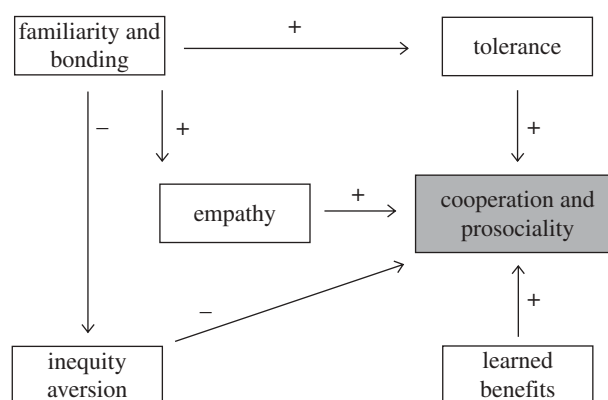 familiarity and
bonding
+
tolerance
–
+
+
empathy
+
cooperation and
prosociality
–
+
inequity
aversion
learned
benefits